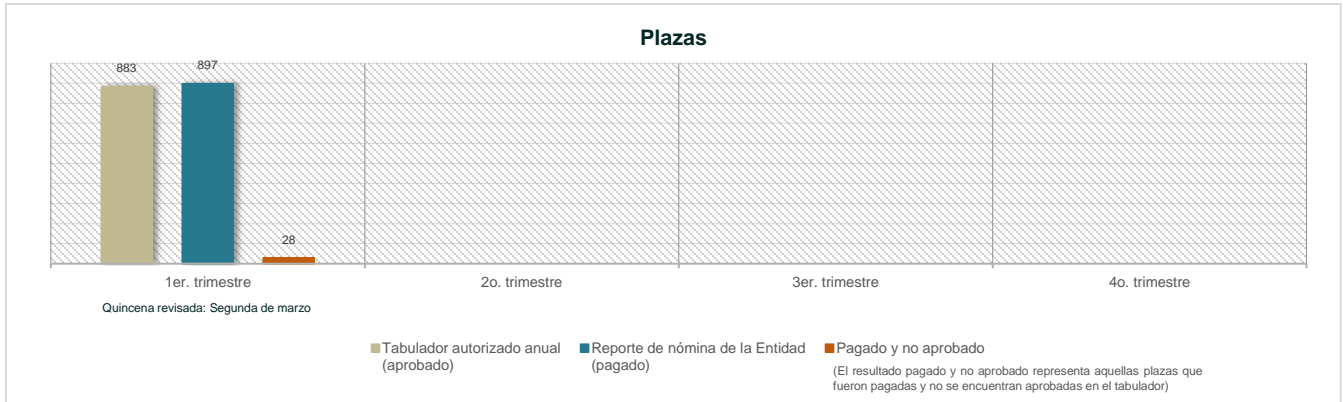 Plazas
883
897
28
1er. trimestre
2o. trimestre
3er. trimestre
4o. trimestre
Quincena revisada: Segunda de marzo
Tabulador autorizado anual
(aprobado)
Reporte de nómina de la Entidad
(pagado)
Pagado y no aprobado
(El resultado pagado y no aprobado representa aquellas plazas que
fueron pagadas y no se encuentran aprobadas en el tabulador)